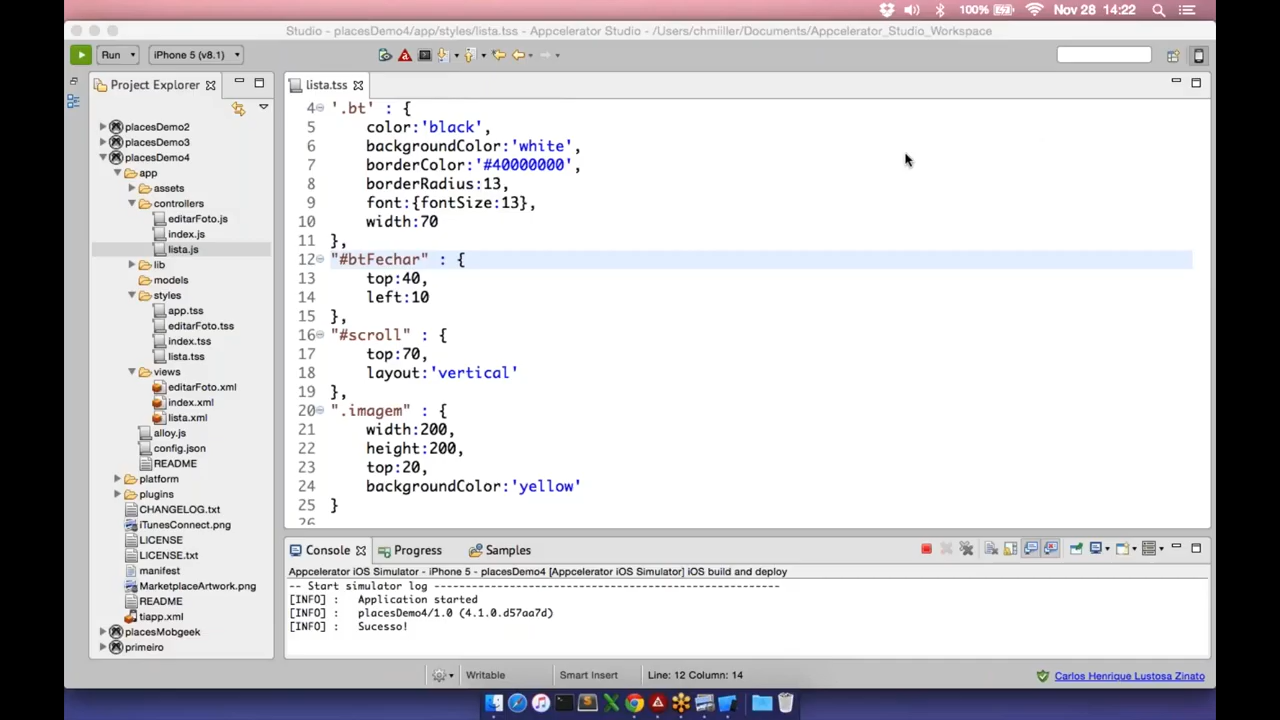 100%
Nov 28 14:22
Studio - placesDemo4/app/styles/lista.tss - Appcelerator Studio - /Users/chmiiller/Documents/Appcelerator_Studio_Workspace
Run
iPhone 5 (v8.1)
Project Explorer
placesDemo2
placesDemo3
placesDemo4
app
assets
controllers
editarFoto.js
index.js
lista.js
lib
models
styles
app.tss
editarFoto.tss
index.tss
lista.tss
views
editarFoto.xml
index.xml
lista.xml
alloy.js
config.json
README
platform
plugins
CHANGELOG.txt
iTunesConnect.png
LICENSE
LICENSE.txt
manifest
MarketplaceArtwork.png
README
tiapp.xml
placesMobgeek
primeiro
lista.tss
4 '.bt' : {
5 color:'black',
6 backgroundColor:'white',
7 borderColor:'#40000000',
8 borderRadius:13,
9 font:{fontSize:13},
10 width:70
11 },
12 "#btFechar" : {
13 top:40,
14 left:10
15 },
16 "#scroll" : {
17 top:70,
18 layout:'vertical'
19 },
20 ".imagem" : {
21 width:200,
22 height:200,
23 top:20,
24 backgroundColor:'yellow'
25 }
26
Console
Progress
Samples
Appcelerator iOS Simulator - iPhone 5 - placesDemo4 [Appcelerator iOS Simulator] iOS build and deploy
-- Start simulator log -------------------------------------------------
[INFO] : Application started
[INFO] : placesDemo4/1.0 (4.1.0.d57aa7d)
[INFO] : Sucesso!
Writable
Smart Insert
Line: 12 Column: 14
Carlos Henrique Lustosa Zinato